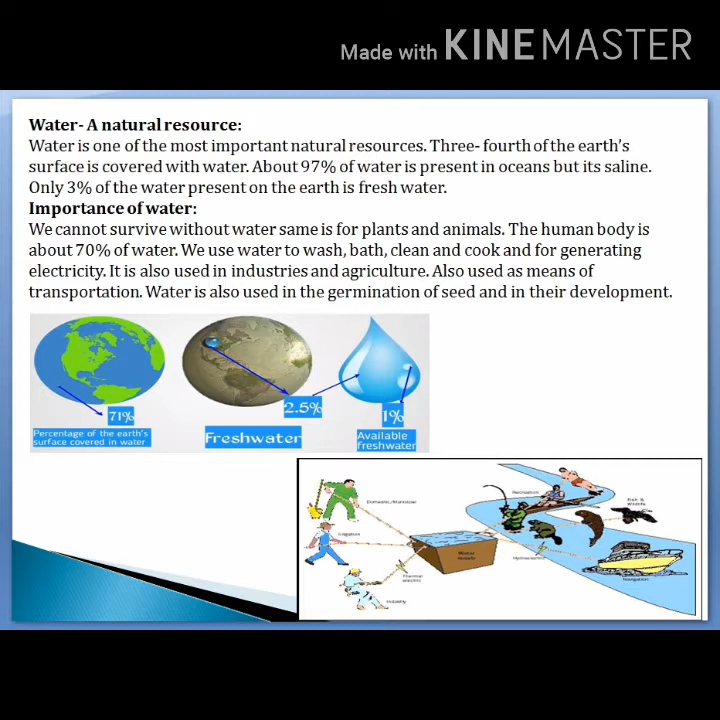 Made with KINEMASTER
Water- A natural resource:
Water is one of the most important natural resources. Three- fourth of the earth's
surface is covered with water. About 97% of water is present in oceans but its saline.
Only 3% of the water present on the earth is fresh water.
Importance of water:
We cannot survive without water same is for plants and animals. The human body is
about 70% of water. We use water to wash, bath, clean and cook and for generating
electricity. It is also used in industries and agriculture. Also used as means of
transportation. Water is also used in the germination of seed and in their development.
71%
Percentage of the earth's
surface covered in water
2.5%
Freshwater
1%
Available
freshwater
Domestic/Municipal
Irrigation
Thermal
electric
Industry
Water
Recreation
Fish &
Wildlife
Navigation